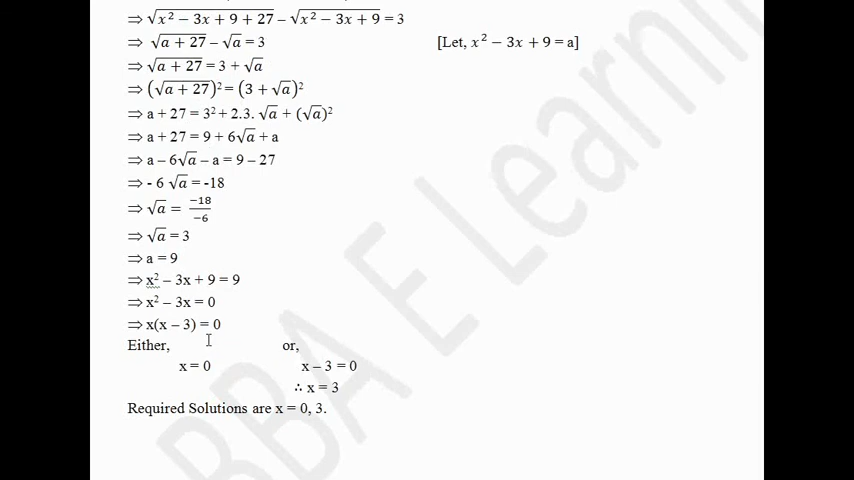 ⇒ √(x² − 3x + 9 + 27) − √(x² − 3x + 9) = 3
⇒ √(a + 27) − √a = 3 [Let, x² − 3x + 9 = a]
⇒ √(a + 27) = 3 + √a
⇒ (√(a + 27))² = (3 + √a)²
⇒ a + 27 = 3² + 2.3. √a + (√a)²
⇒ a + 27 = 9 + 6√a + a
⇒ a – 6√a – a = 9 – 27
⇒ - 6 √a = -18
⇒ √a = −18/−6
⇒ √a = 3
⇒ a = 9
⇒ x² – 3x + 9 = 9
⇒ x² – 3x = 0
⇒ x(x – 3) = 0
Either, or,
x = 0 x – 3 = 0
∴ x = 3
Required Solutions are x = 0, 3.
BBA E Learnin